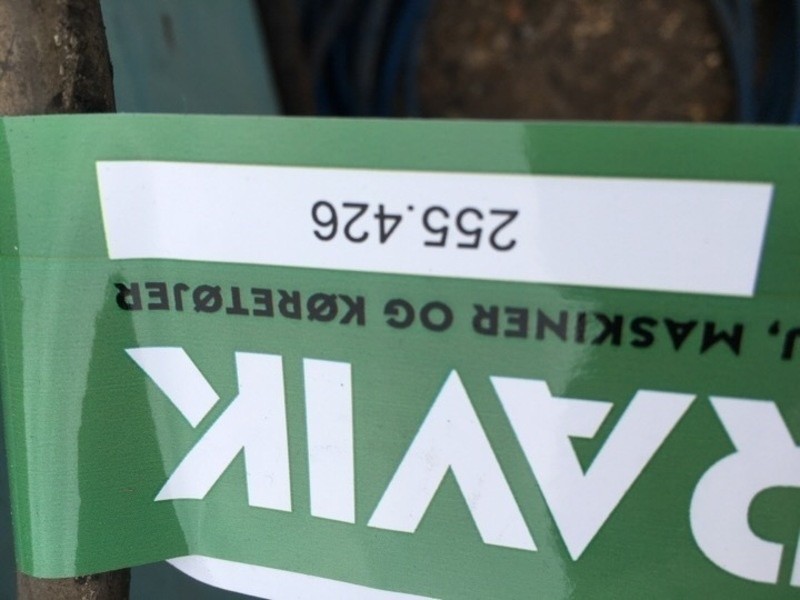 RAVIK
J, MASKINER OG KØRETØJER
255.426